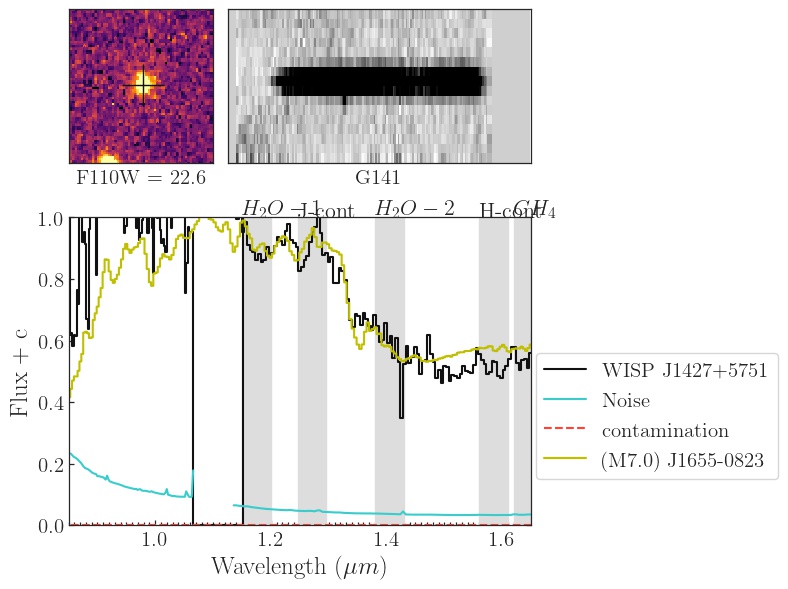 F110W = 22.6
G141
H₂O − 1
J-cont
H₂O − 2
H-cont
CH₄
1.0
0.8
0.6
0.4
0.2
0.0
Flux + c
1.0
1.2
1.4
1.6
Wavelength (μm)
WISP J1427+5751
Noise
contamination
(M7.0) J1655-0823